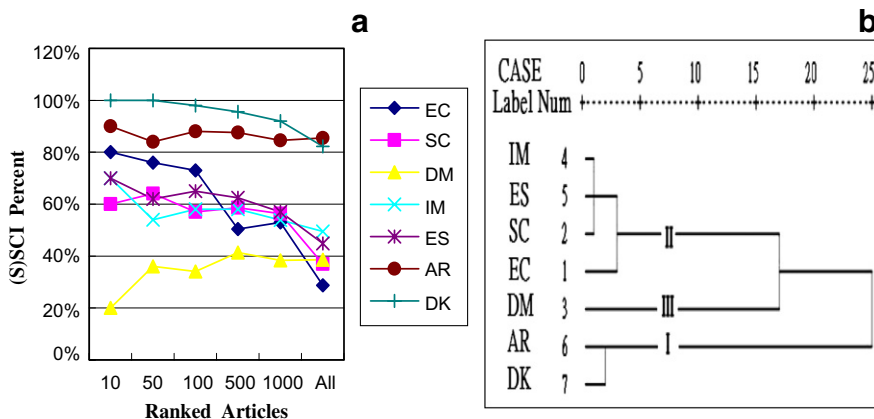 a
120%
100%
80%
60%
40%
20%
0%
(S)SCI Percent
10 50 100 500 1000 All
Ranked Articles
EC
SC
DM
IM
ES
AR
DK
b
CASE 0 5 10 15 20 25
Label Num
IM 4
ES 5
SC 2
II
EC 1
DM 3 III
AR 6 I
DK 7